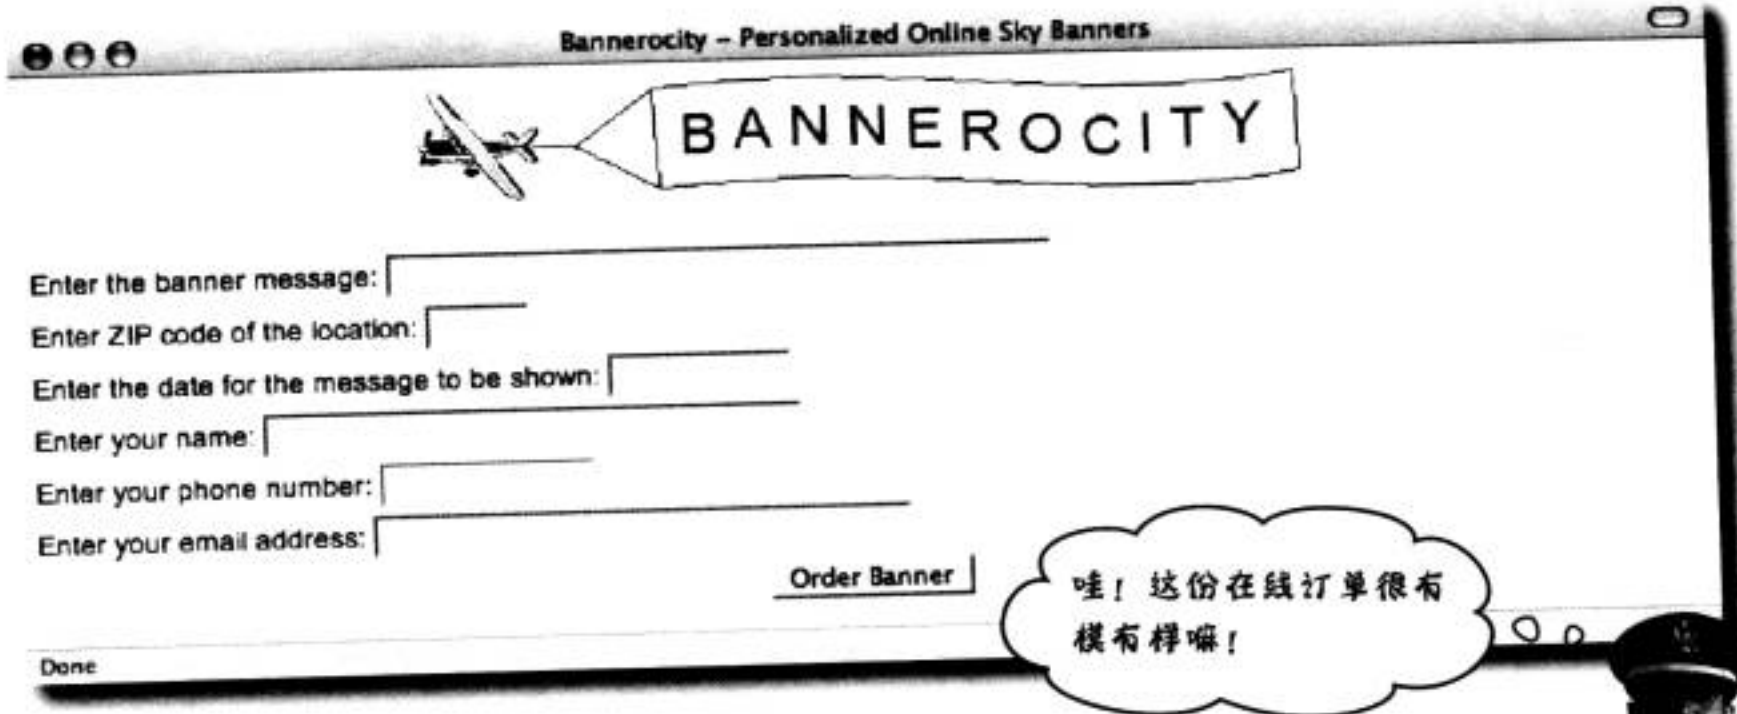 Bannerocity – Personalized Online Sky Banners
BANNEROCITY
Enter the banner message:
Enter ZIP code of the location:
Enter the date for the message to be shown:
Enter your name:
Enter your phone number:
Enter your email address:
Order Banner
哇！这份在线订单很有
模有样嘛！
Done